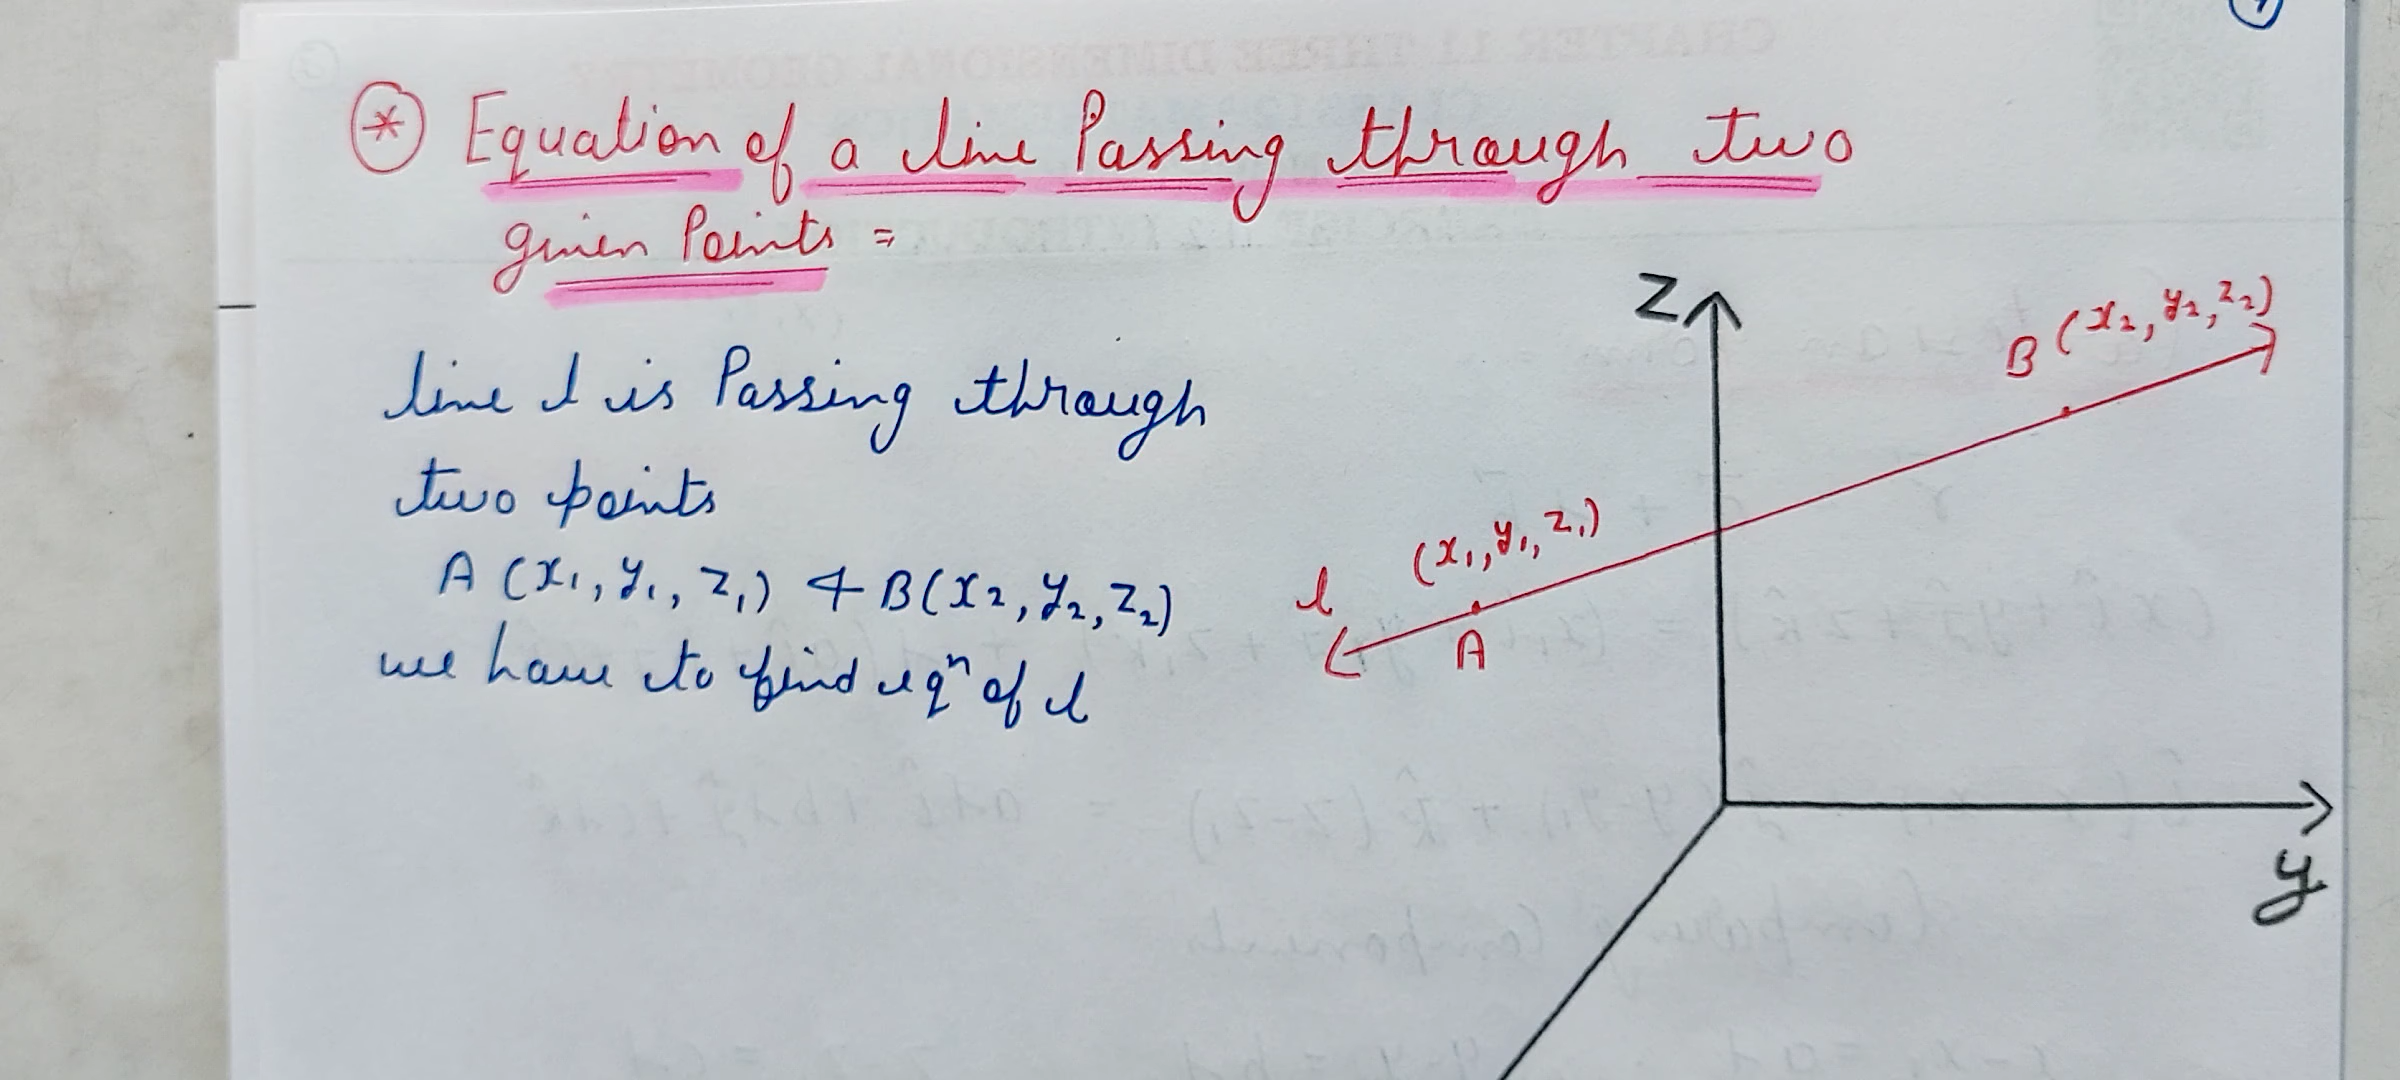 * Equation of a line Passing through two
given Points =
line l is Passing through
two points
A (x₁, y₁, z₁) & B(x₂, y₂, z₂)
we have to find eqⁿ of l
Z
B (x₂, y₂, z₂)
(x₁, y₁, z₁)
l
A
y